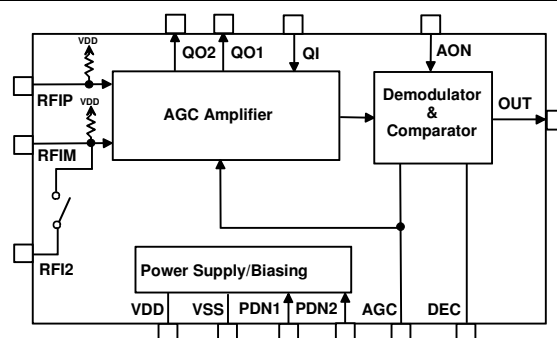 QO2 QO1 QI AON
VDD
RFIP
VDD
AGC Amplifier
Demodulator
&
Comparator
OUT
RFIM
RFI2
Power Supply/Biasing
VDD VSS PDN1 PDN2 AGC DEC